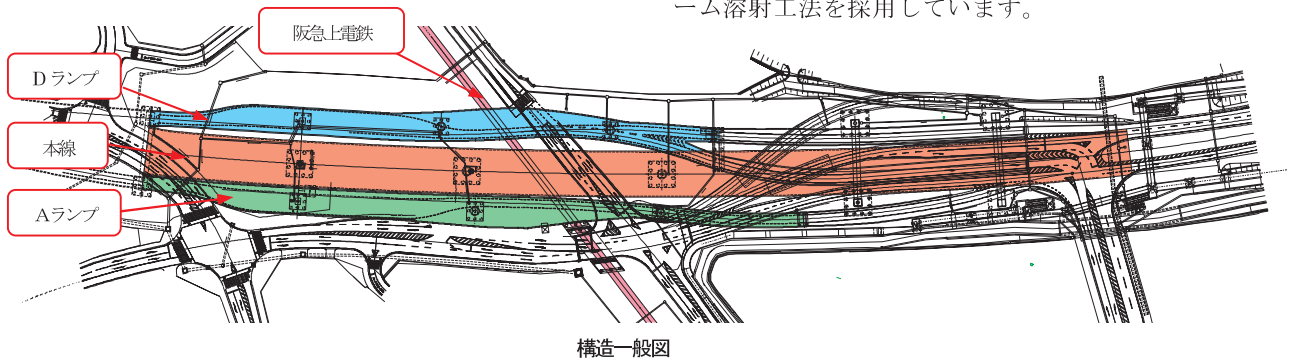 ーム溶射工法を採用しています。
阪急上電鉄
Dランプ
本線
Aランプ
構造一般図